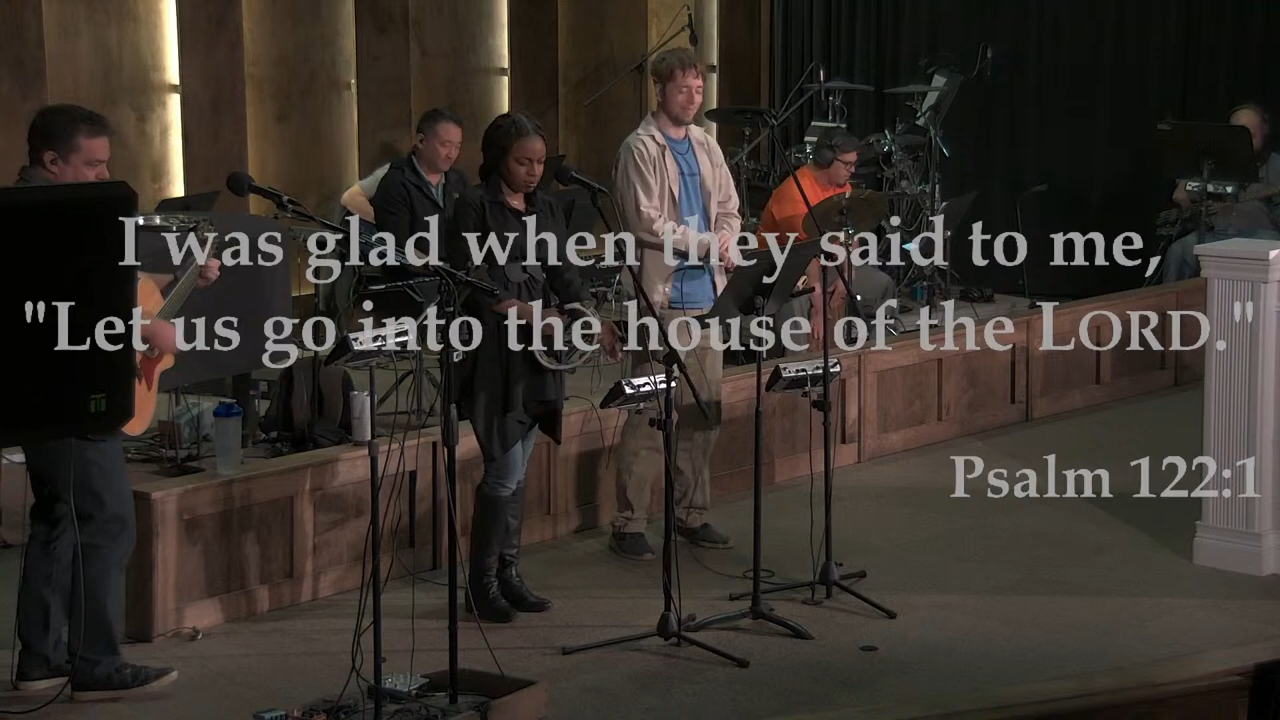 I was glad when they said to me,
"Let us go into the house of the LORD."
Psalm 122:1